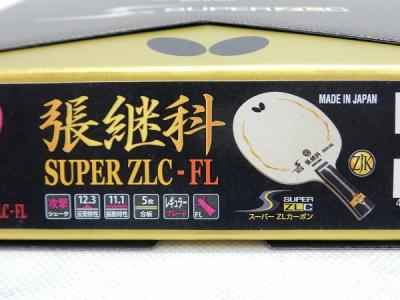 SUPER ZLC
MADE IN JAPAN
張継科
SUPER ZLC - FL
ZJK
SUPER
ZLC
スーパー ZLカーボン
LC-FL
攻撃
シェーク
12.3
反発特性
11.1
振動特性
5枚
合板
レギュラー
ブレード
FL